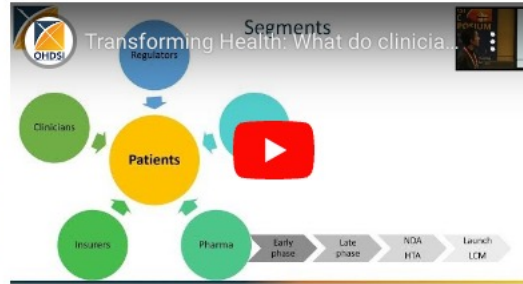 Segments
OHDSI
Transforming Health: What do clinicia...
Regulators
Clinicians
Patients
Insurers
Pharma
Early phase
Late phase
NDA
HTA
Launch
LCM